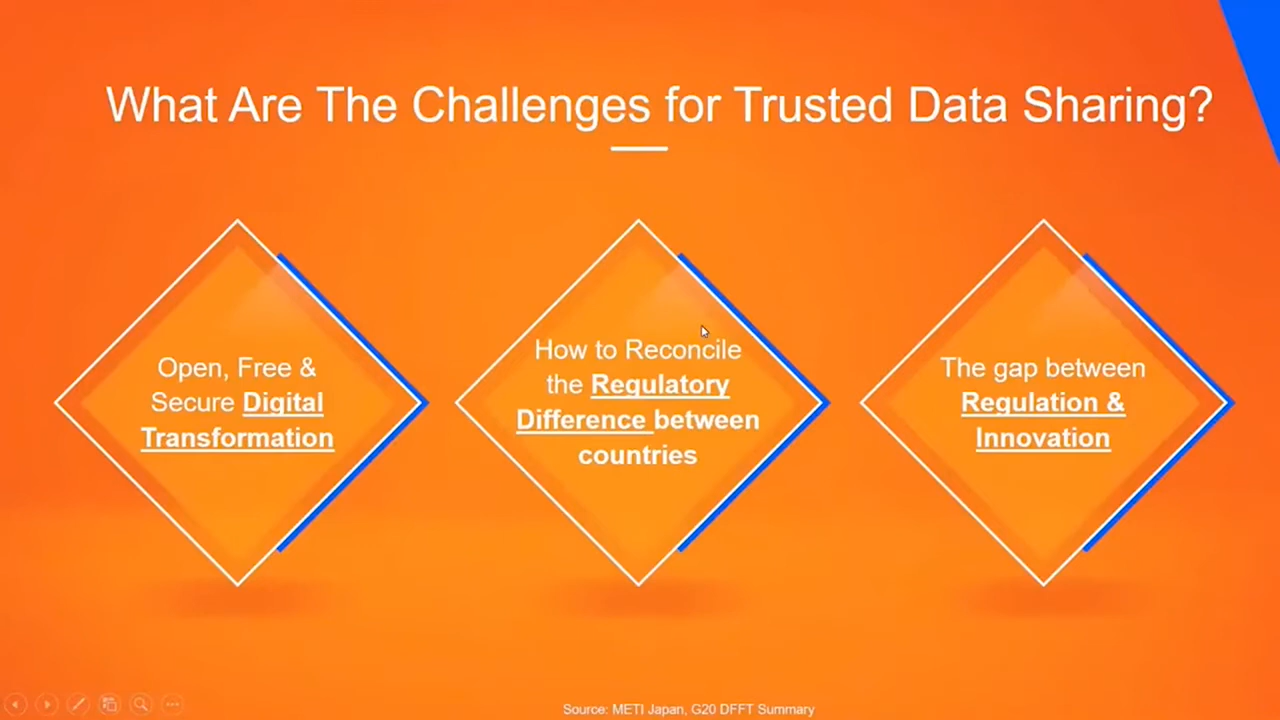 What Are The Challenges for Trusted Data Sharing?
Open, Free &
Secure Digital
Transformation
How to Reconcile
the Regulatory
Difference between
countries
The gap between
Regulation &
Innovation
Source: METI Japan, G20 DFFT Summary